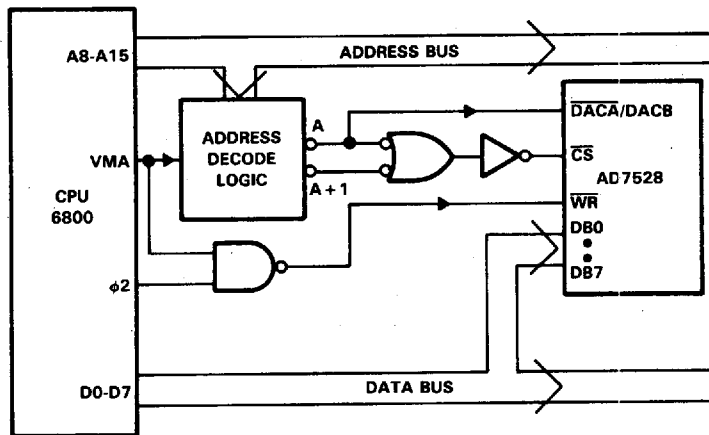 A8-A15
ADDRESS BUS
ADDRESS
DECODE
LOGIC
A
A + 1
DACA/DACB
CS
AD7528
WR
DB0
DB7
VMA
CPU
6800
ϕ2
D0-D7
DATA BUS